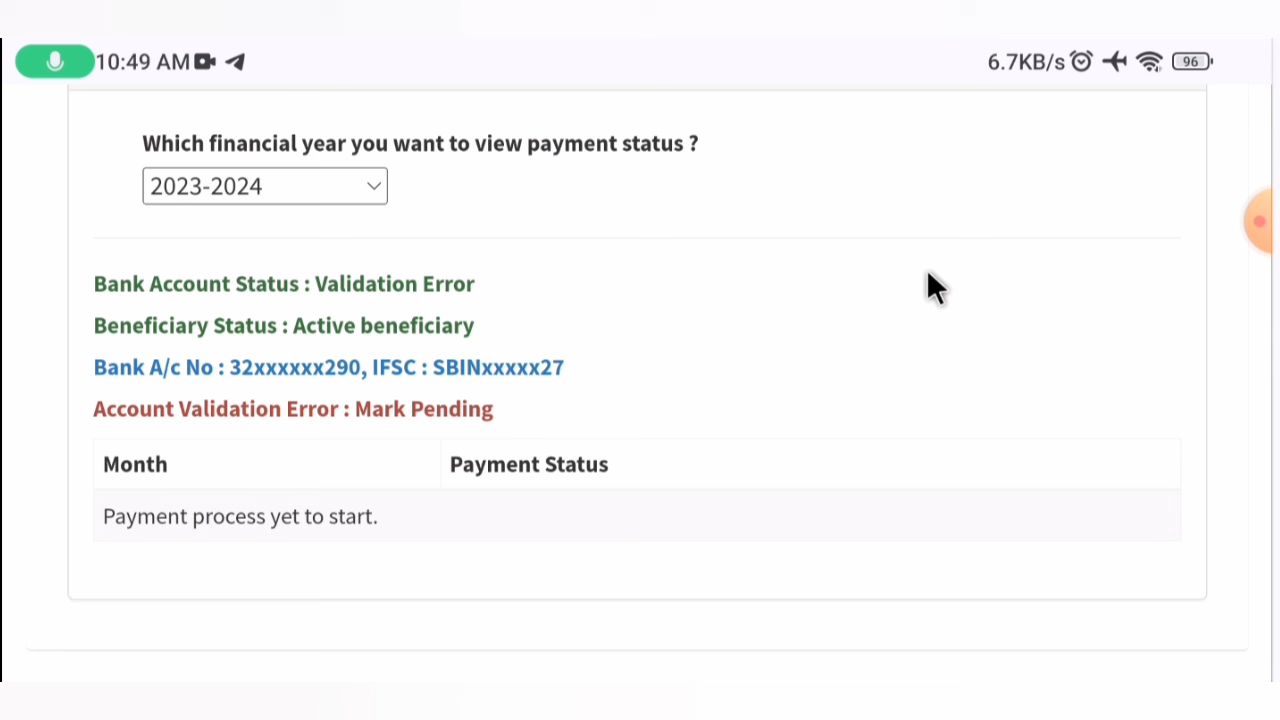 10:49 AM 6.7KB/s 96
Which financial year you want to view payment status ?
2023-2024
Bank Account Status : Validation Error
Beneficiary Status : Active beneficiary
Bank A/c No : 32xxxxxx290, IFSC : SBINxxxxx27
Account Validation Error : Mark Pending
Month Payment Status
Payment process yet to start.